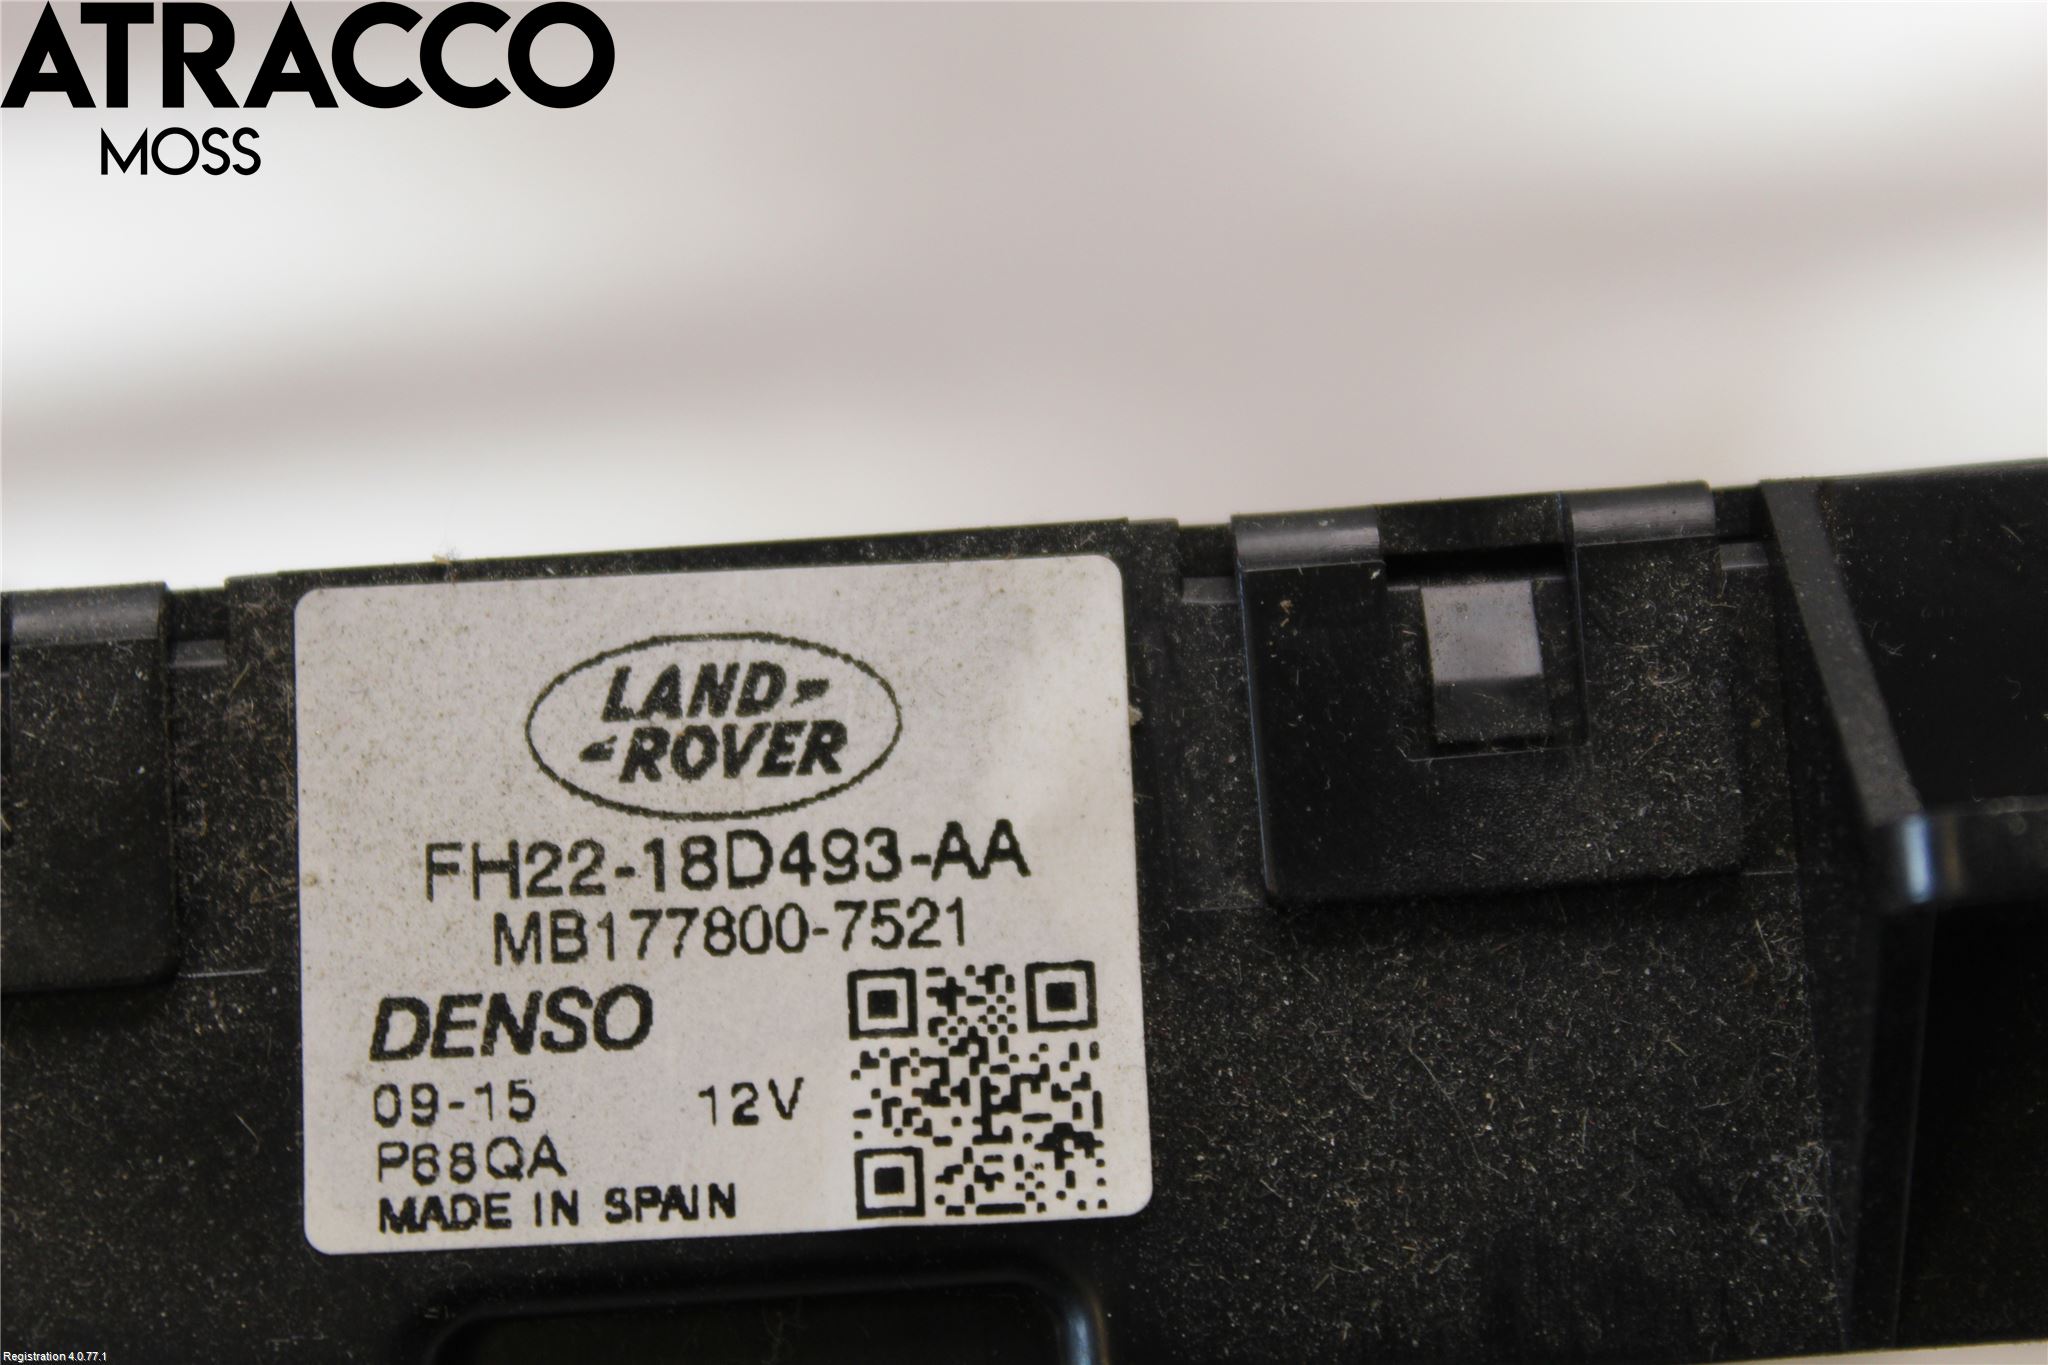 ATRACCO
MOSS
LAND
ROVER
FH22-18D493-AA
MB177800-7521
DENSO
09-15 12V
P68QA
MADE IN SPAIN
Registration 4.0.77.1